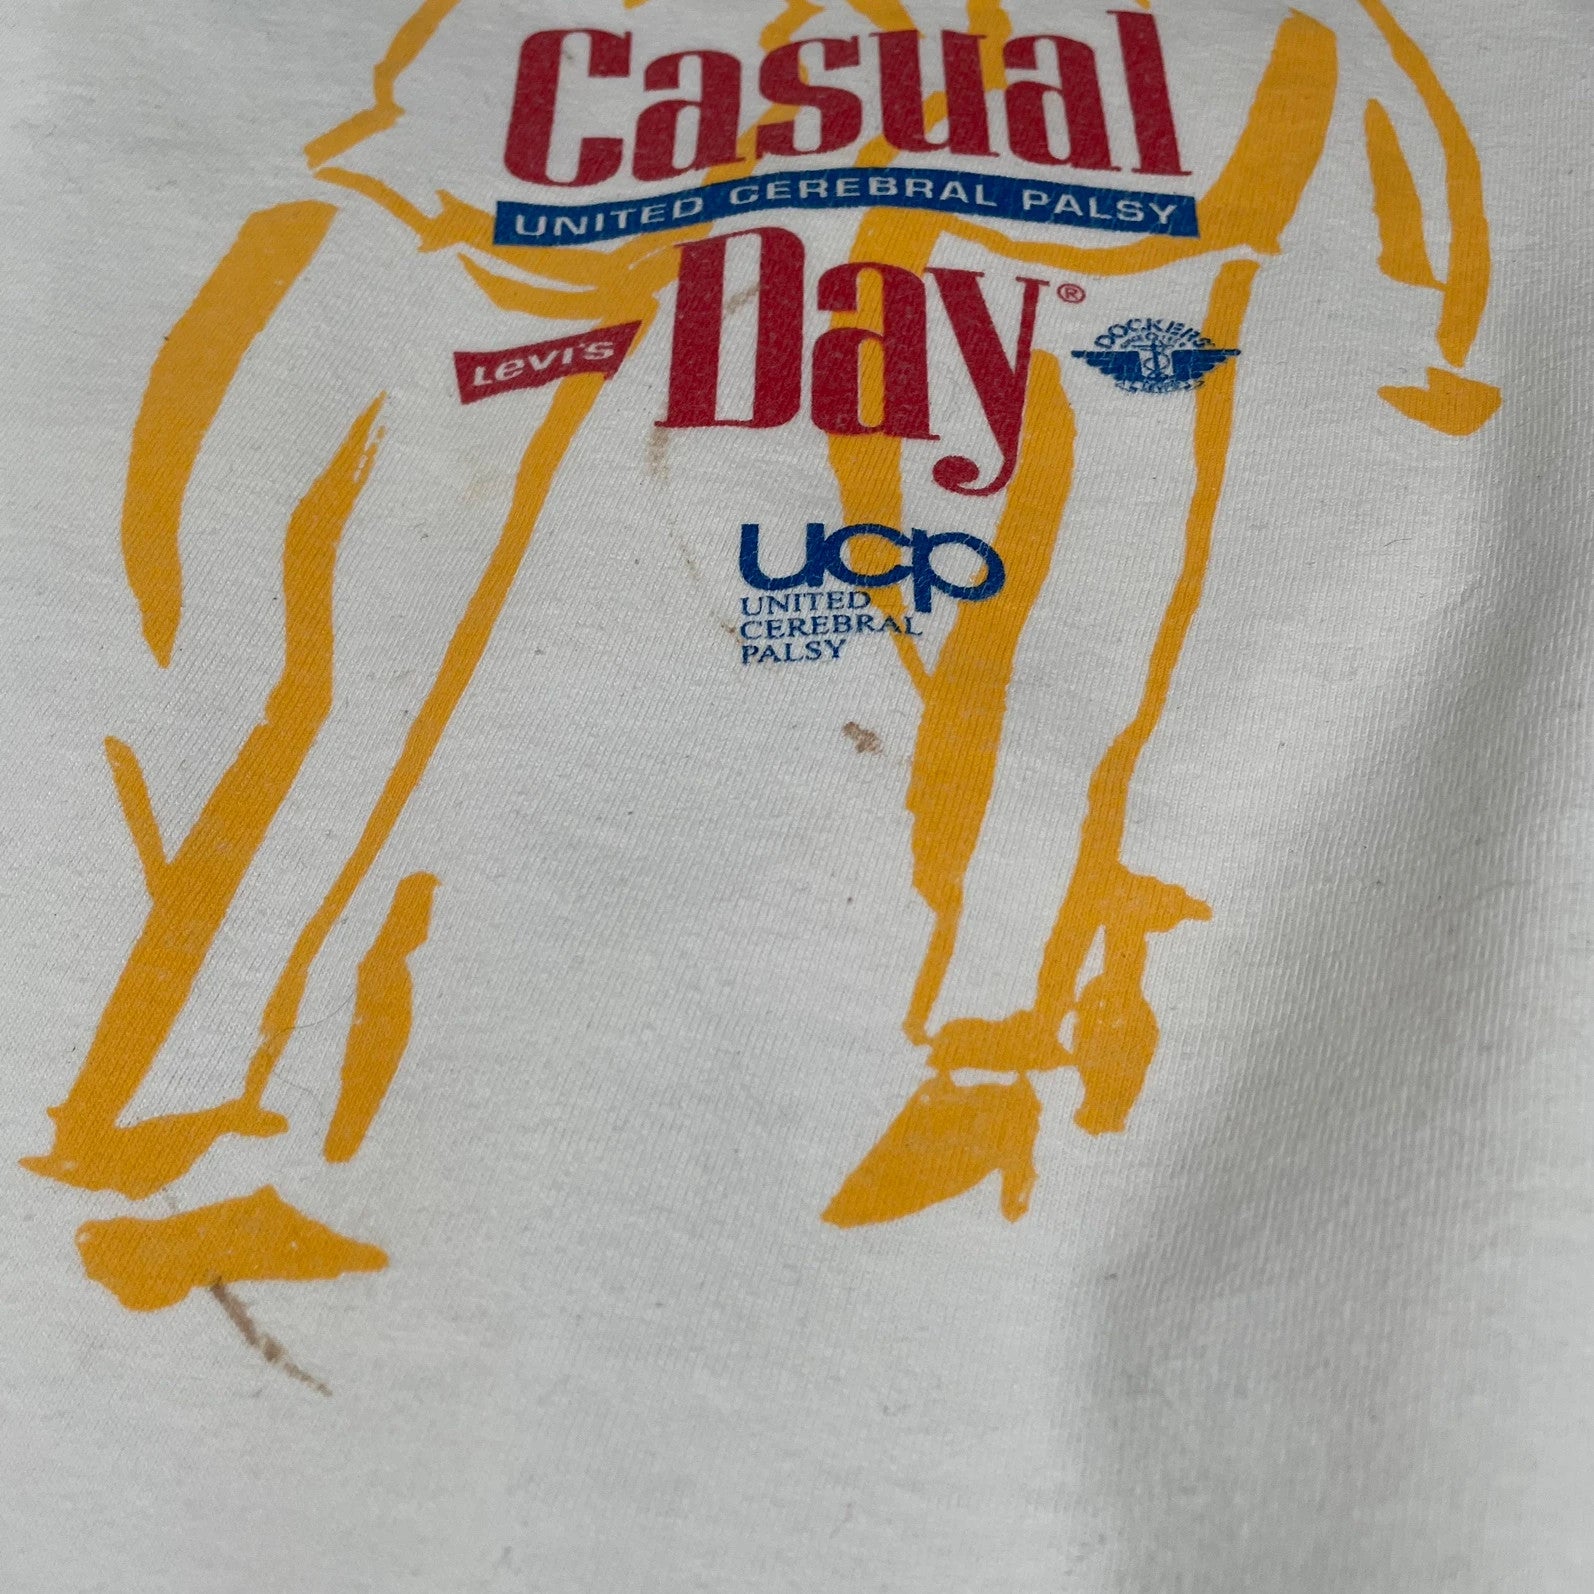 Casual
UNITED CEREBRAL PALSY
Day®
Levi's
DOCKERS
ucp
UNITED
CEREBRAL
PALSY